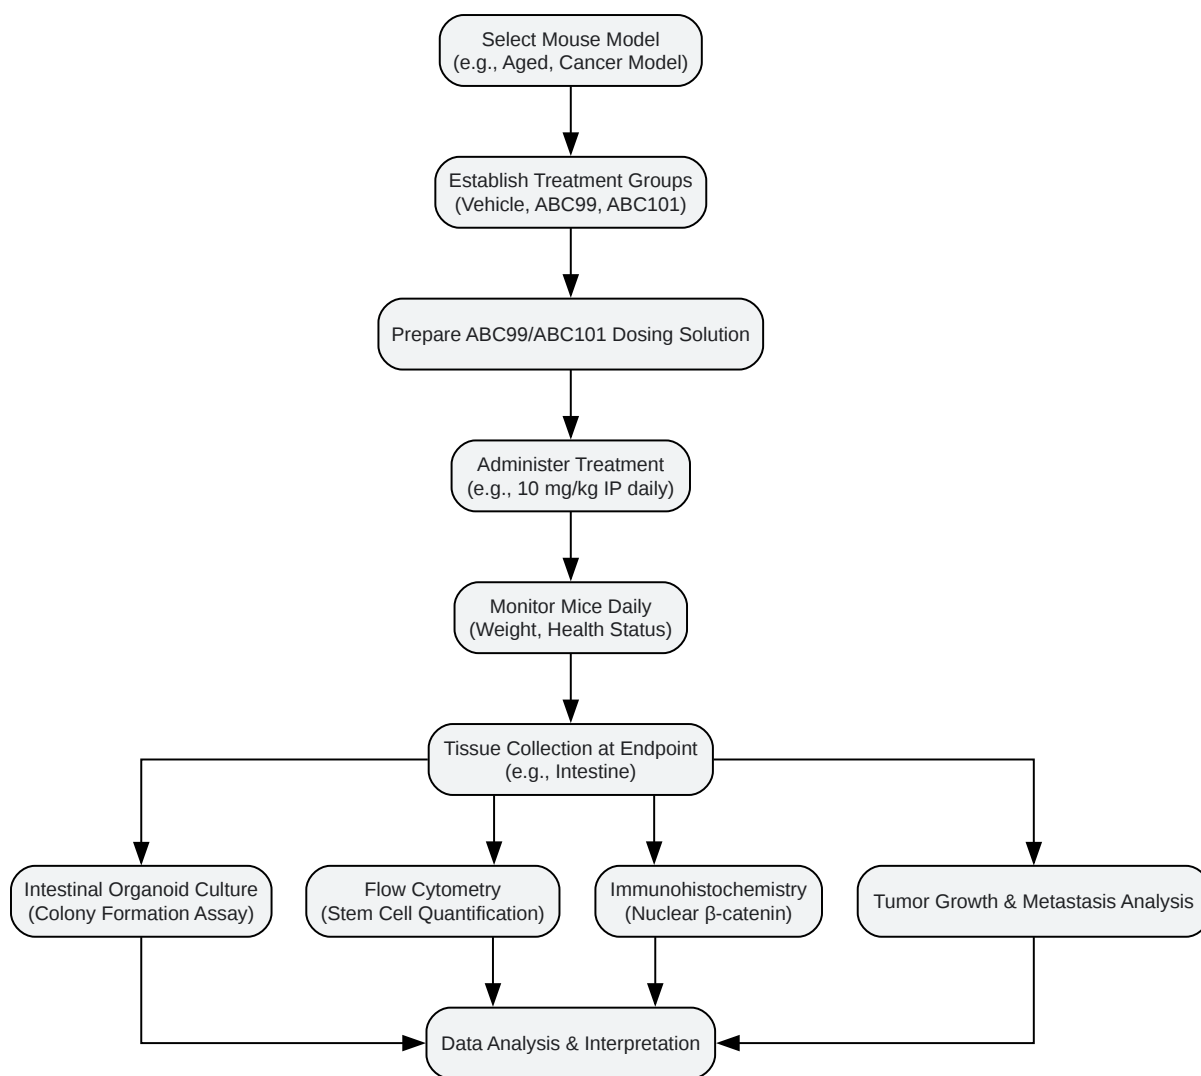 Select Mouse Model
(e.g., Aged, Cancer Model)
Establish Treatment Groups
(Vehicle, ABC99, ABC101)
Prepare ABC99/ABC101 Dosing Solution
Administer Treatment
(e.g., 10 mg/kg IP daily)
Monitor Mice Daily
(Weight, Health Status)
Tissue Collection at Endpoint
(e.g., Intestine)
Intestinal Organoid Culture
(Colony Formation Assay)
Flow Cytometry
(Stem Cell Quantification)
Immunohistochemistry
(Nuclear β-catenin)
Tumor Growth & Metastasis Analysis
Data Analysis & Interpretation